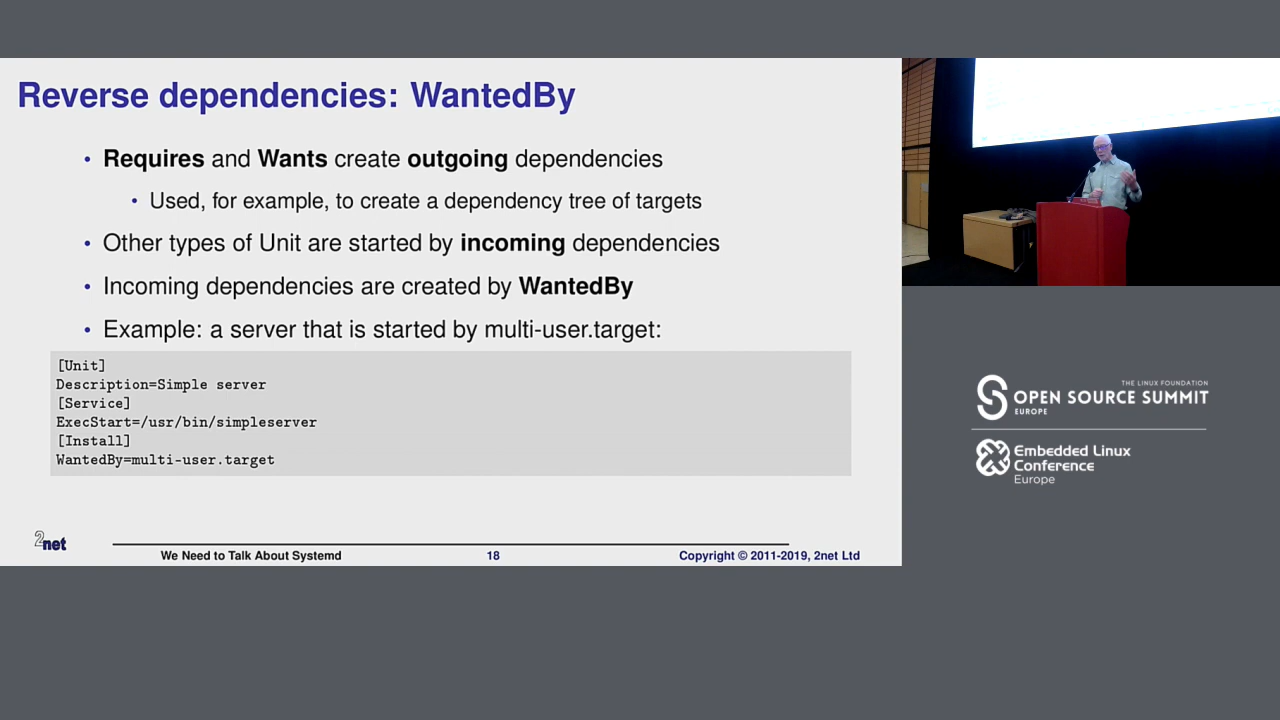 Reverse dependencies: WantedBy
• Requires and Wants create outgoing dependencies
• Used, for example, to create a dependency tree of targets
• Other types of Unit are started by incoming dependencies
• Incoming dependencies are created by WantedBy
• Example: a server that is started by multi-user.target:
[Unit]
Description=Simple server
[Service]
ExecStart=/usr/bin/simpleserver
[Install]
WantedBy=multi-user.target
2net
We Need to Talk About Systemd
18
Copyright © 2011-2019, 2net Ltd
THE LINUX FOUNDATION
OPEN SOURCE SUMMIT
EUROPE
Embedded Linux
Conference
Europe